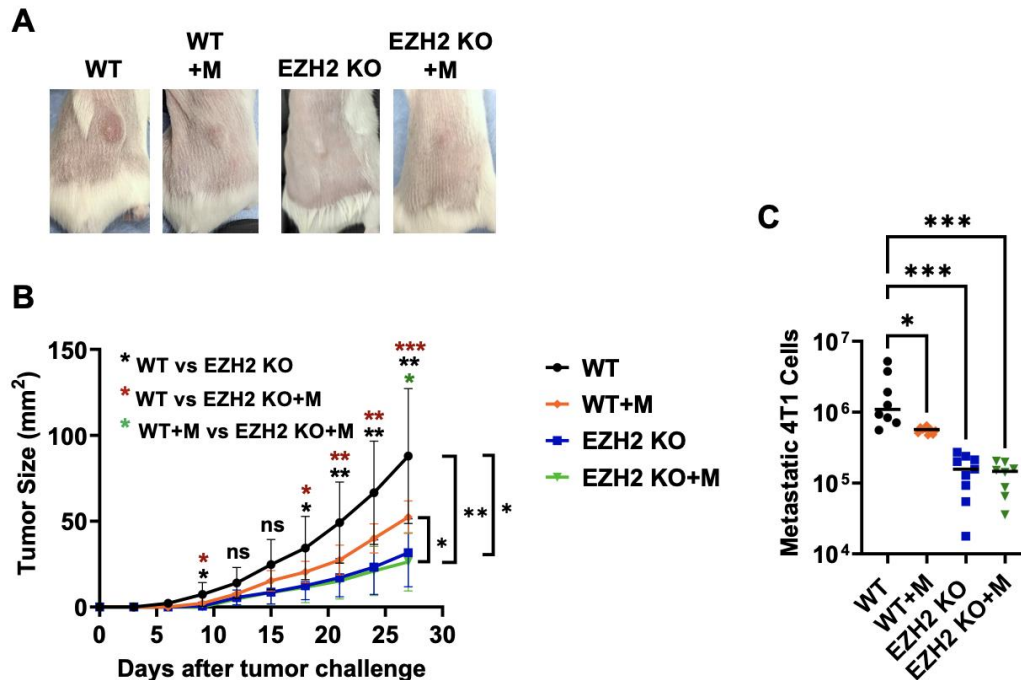 A
WT
WT
+M
EZH2 KO
EZH2 KO
+M
B
Tumor Size (mm²)
150
100
50
0
* WT vs EZH2 KO
* WT vs EZH2 KO+M
* WT+M vs EZH2 KO+M
*
*
ns
ns
*
*
**
**
**
**
***
**
*
*
**
*
0
5
10
15
20
25
30
Days after tumor challenge
WT
WT+M
EZH2 KO
EZH2 KO+M
C
***
***
*
Metastatic 4T1 Cells
10⁷
10⁶
10⁵
10⁴
WT
WT+M
EZH2 KO
EZH2 KO+M